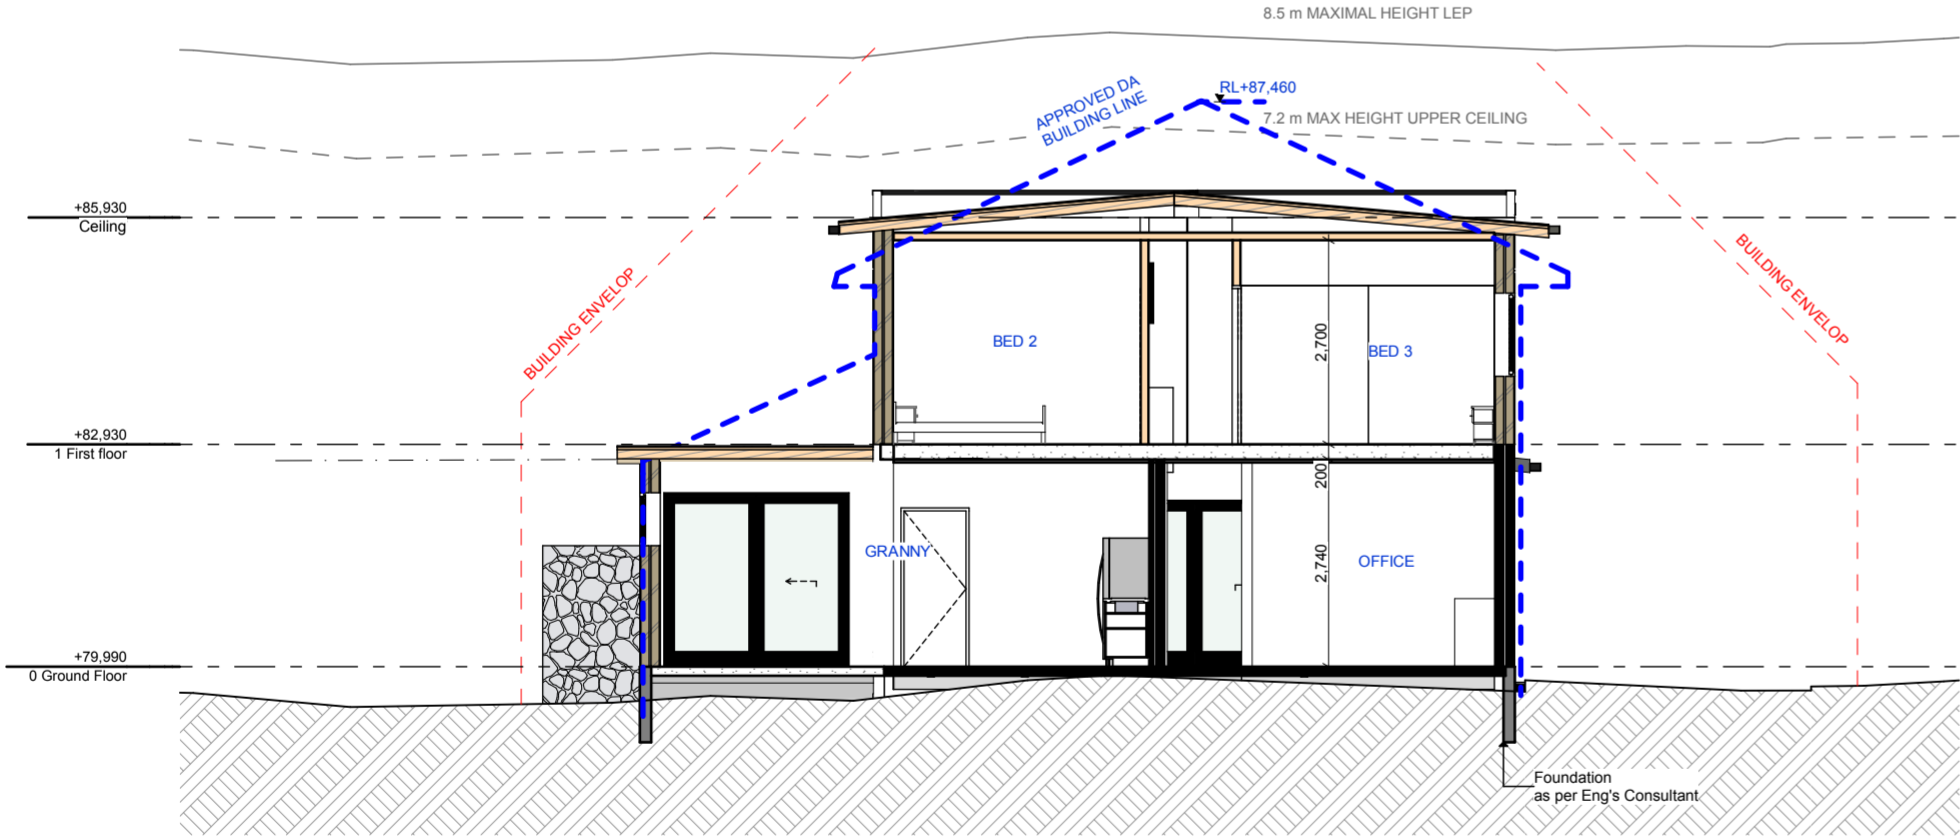 8.5 m MAXIMAL HEIGHT LEP
APPROVED DA
BUILDING LINE
RL+87,460
7.2 m MAX HEIGHT UPPER CEILING
+85,930
Ceiling
BUILDING ENVELOP
BUILDING ENVELOP
BED 2
2,700
BED 3
+82,930
1 First floor
200
GRANNY
2,740
OFFICE
+79,990
0 Ground Floor
Foundation
as per Eng's Consultant